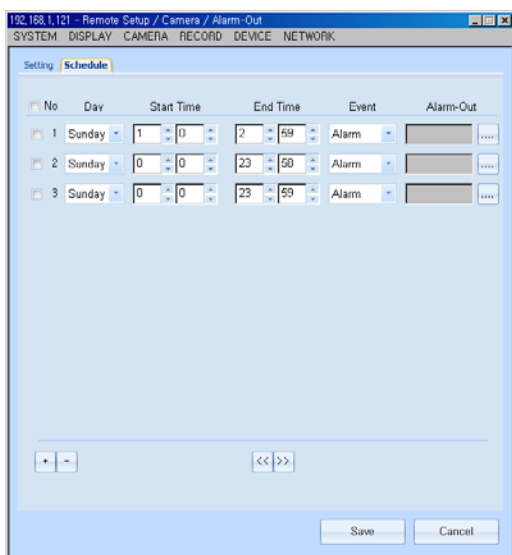 192,168,1,121 - Remote Setup / Camera / Alarm-Out
SYSTEM DISPLAY CAMERA RECORD DEVICE NETWORK
Setting Schedule
No Day Start Time End Time Event Alarm-Out
1 Sunday 1 0 2 59 Alarm ....
2 Sunday 0 0 23 58 Alarm ....
3 Sunday 0 0 23 59 Alarm ....
+ - << >>
Save Cancel